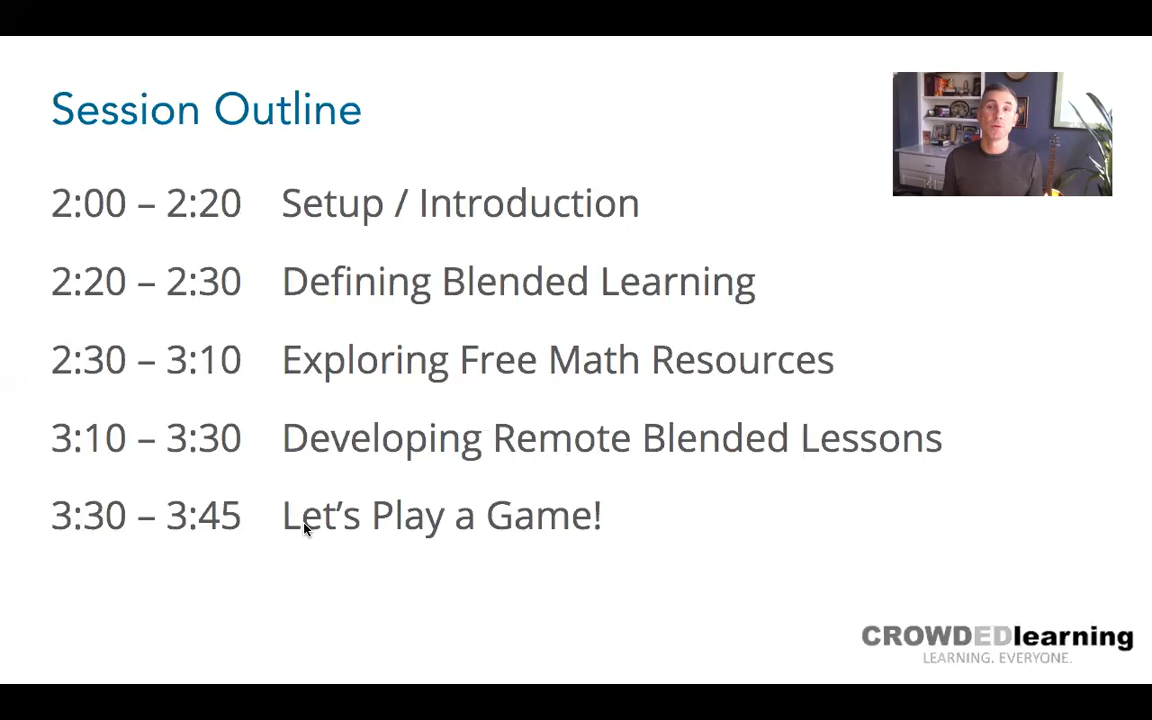 Session Outline
2:00 – 2:20 Setup / Introduction
2:20 – 2:30 Defining Blended Learning
2:30 – 3:10 Exploring Free Math Resources
3:10 – 3:30 Developing Remote Blended Lessons
3:30 – 3:45 Let’s Play a Game!
CROWDEDlearning
LEARNING. EVERYONE.